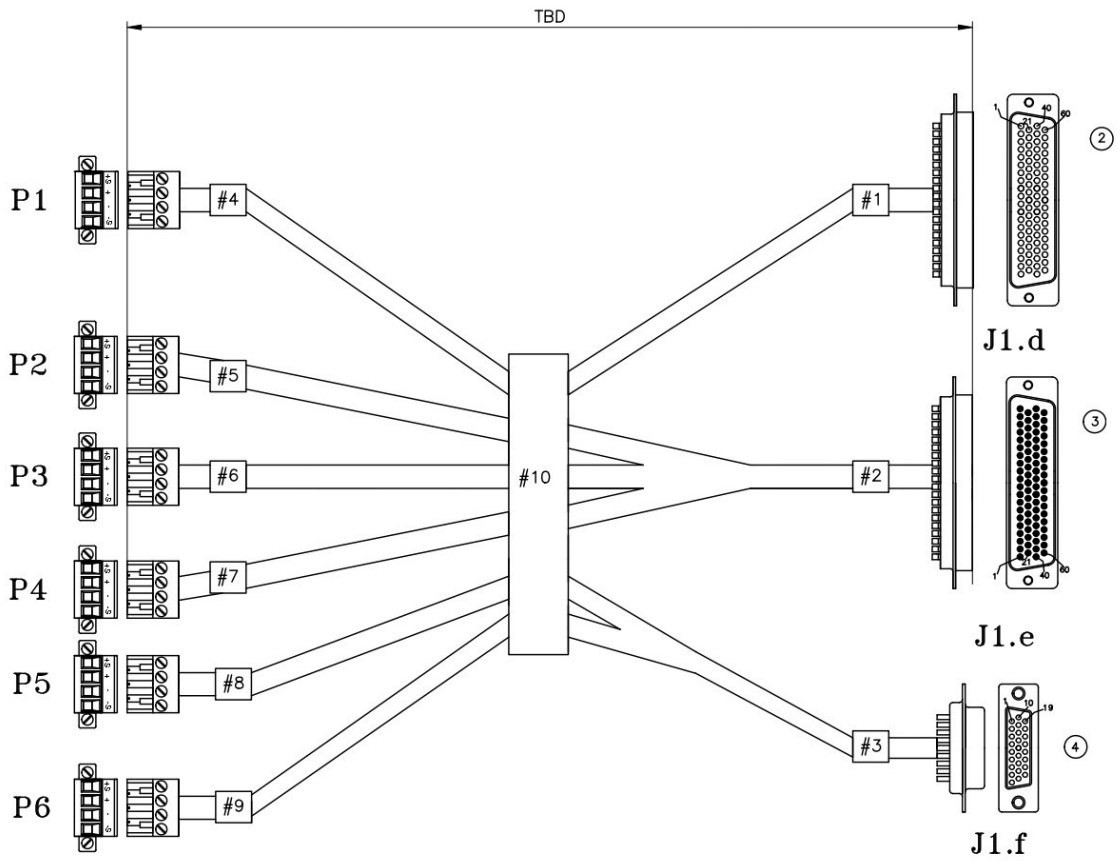 TBD
1 21 40 60
2
P1
+S
+
-
-S
#4
#1
J1.d
P2
+S
+
-
-S
#5
3
P3
+S
+
-
-S
#6
#10
#2
1 21 40 60
P4
+S
+
-
-S
#7
J1.e
P5
+S
+
-
-S
#8
1 10 19
#3
4
P6
+S
+
-
-S
#9
J1.f